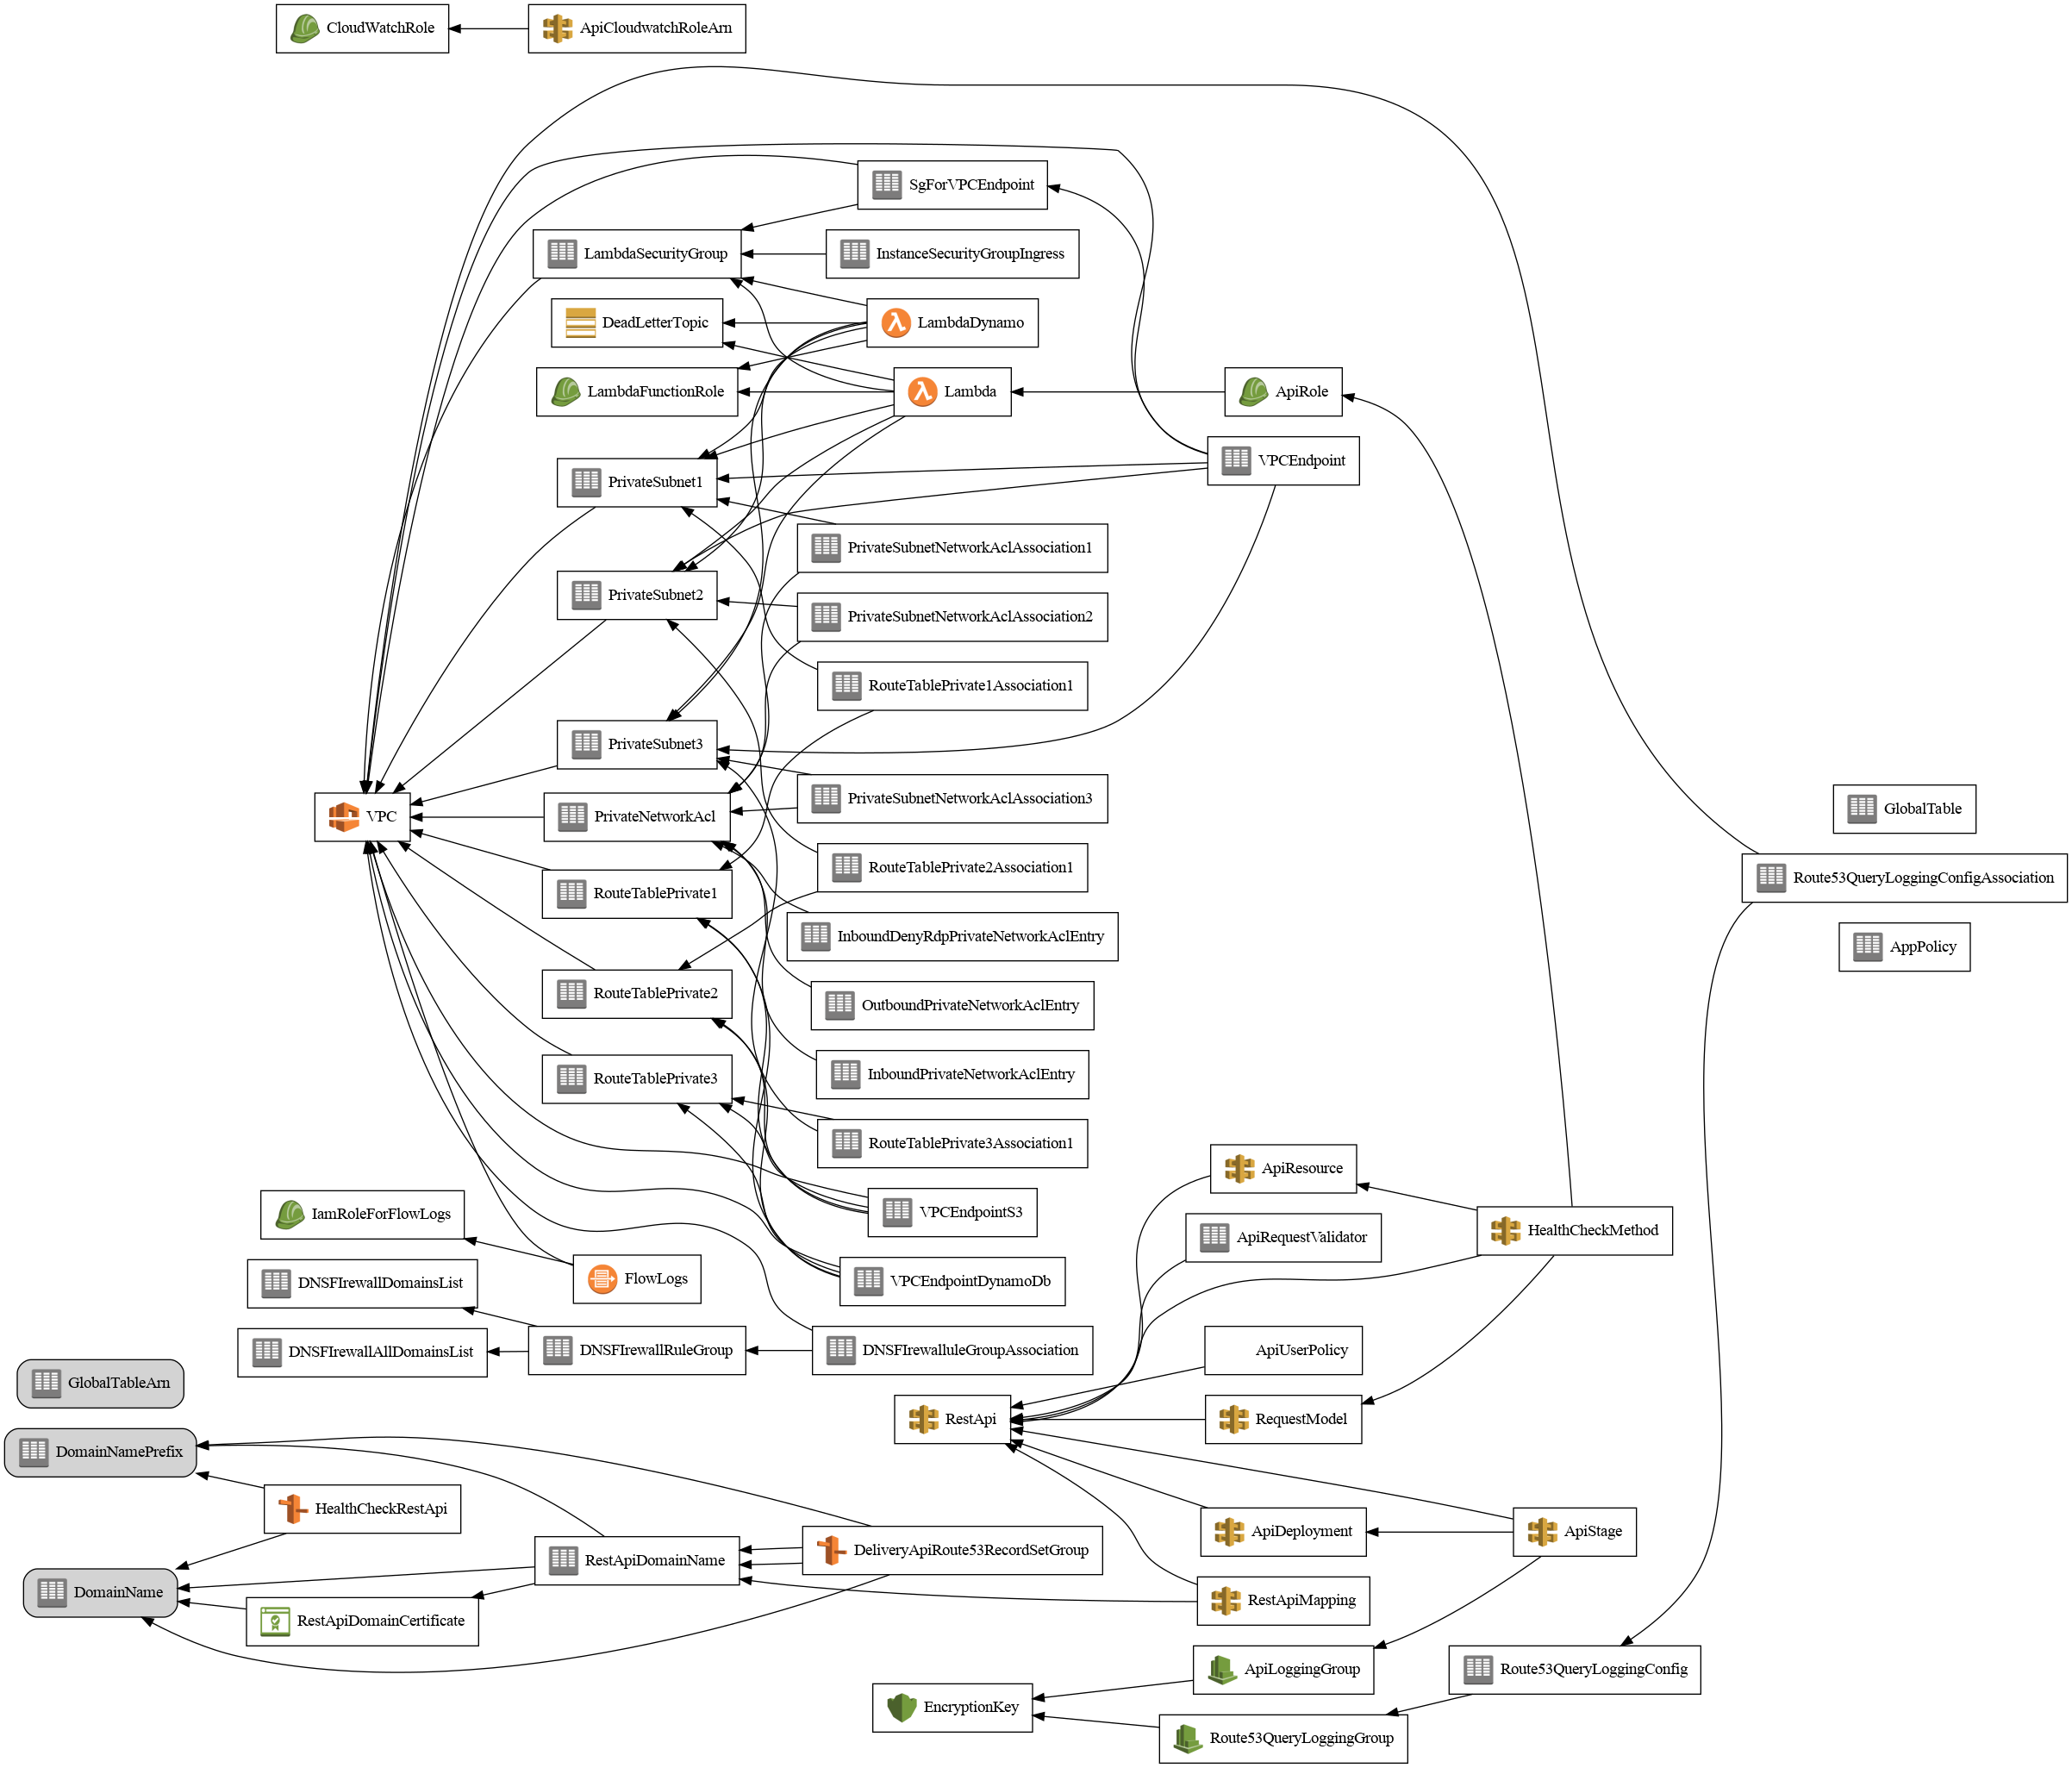 CloudWatchRole
ApiCloudwatchRoleArn
SgForVPCEndpoint
LambdaSecurityGroup
InstanceSecurityGroupIngress
DeadLetterTopic
LambdaDynamo
LambdaFunctionRole
Lambda
ApiRole
PrivateSubnet1
VPCEndpoint
PrivateSubnetNetworkAclAssociation1
PrivateSubnet2
PrivateSubnetNetworkAclAssociation2
RouteTablePrivate1Association1
PrivateSubnet3
PrivateSubnetNetworkAclAssociation3
GlobalTable
VPC
PrivateNetworkAcl
RouteTablePrivate2Association1
Route53QueryLoggingConfigAssociation
RouteTablePrivate1
InboundDenyRdpPrivateNetworkAclEntry
AppPolicy
RouteTablePrivate2
OutboundPrivateNetworkAclEntry
RouteTablePrivate3
InboundPrivateNetworkAclEntry
RouteTablePrivate3Association1
ApiResource
IamRoleForFlowLogs
VPCEndpointS3
ApiRequestValidator
HealthCheckMethod
DNSFIrewallDomainsList
FlowLogs
VPCEndpointDynamoDb
DNSFIrewallAllDomainsList
DNSFIrewallRuleGroup
DNSFIrewalluleGroupAssociation
ApiUserPolicy
GlobalTableArn
RestApi
RequestModel
DomainNamePrefix
HealthCheckRestApi
ApiDeployment
ApiStage
RestApiDomainName
DeliveryApiRoute53RecordSetGroup
DomainName
RestApiDomainCertificate
RestApiMapping
ApiLoggingGroup
Route53QueryLoggingConfig
EncryptionKey
Route53QueryLoggingGroup